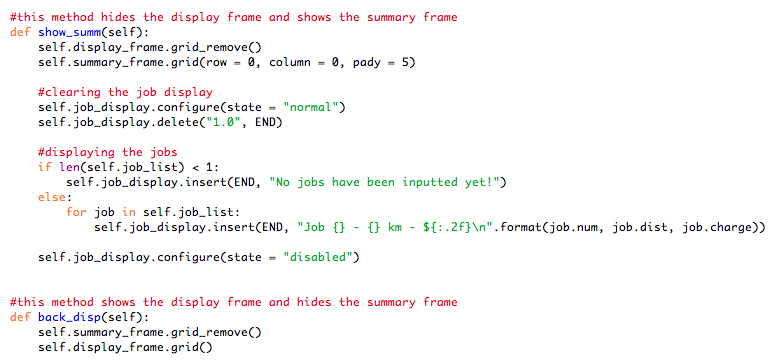 #this method hides the display frame and shows the summary frame
def show_summ(self):
    self.display_frame.grid_remove()
    self.summary_frame.grid(row = 0, column = 0, pady = 5)

    #clearing the job display
    self.job_display.configure(state = "normal")
    self.job_display.delete("1.0", END)

    #displaying the jobs
    if len(self.job_list) < 1:
        self.job_display.insert(END, "No jobs have been inputted yet!")
    else:
        for job in self.job_list:
            self.job_display.insert(END, "Job {} - {} km - ${:.2f}\n".format(job.num, job.dist, job.charge))

    self.job_display.configure(state = "disabled")


#this method shows the display frame and hides the summary frame
def back_disp(self):
    self.summary_frame.grid_remove()
    self.display_frame.grid()